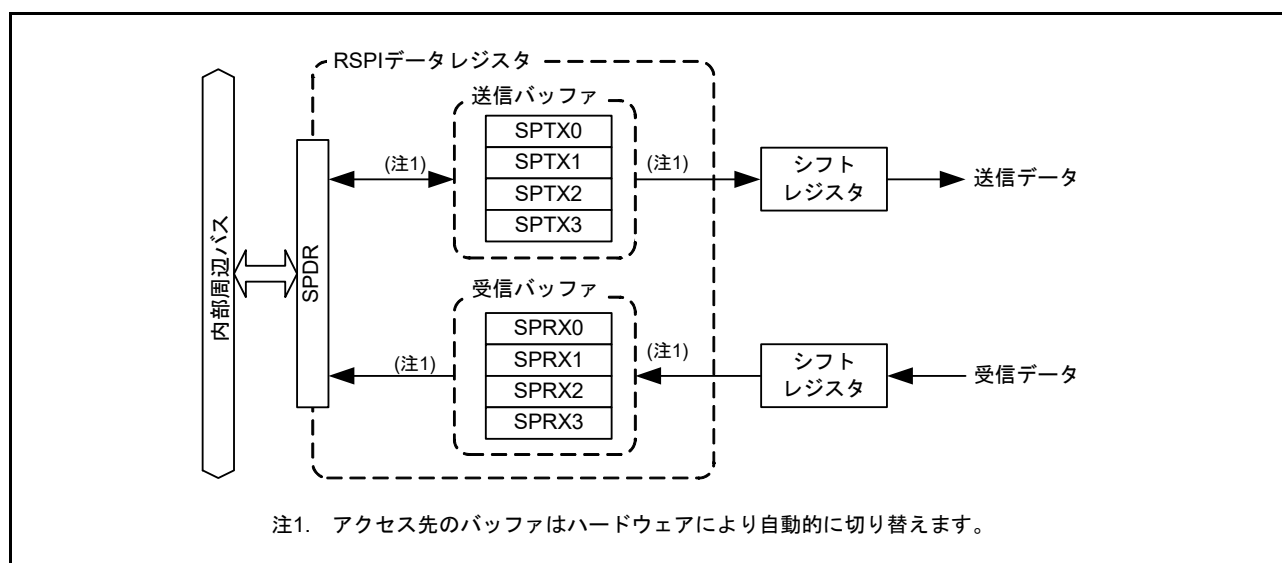 RSPIデータレジスタ
送信バッファ
SPTX0
SPTX1
SPTX2
SPTX3
(注1)
(注1)
シフト
レジスタ
送信データ
内部周辺バス
SPDR
受信バッファ
SPRX0
SPRX1
SPRX2
SPRX3
(注1)
(注1)
シフト
レジスタ
受信データ
注1. アクセス先のバッファはハードウェアにより自動的に切り替えます。